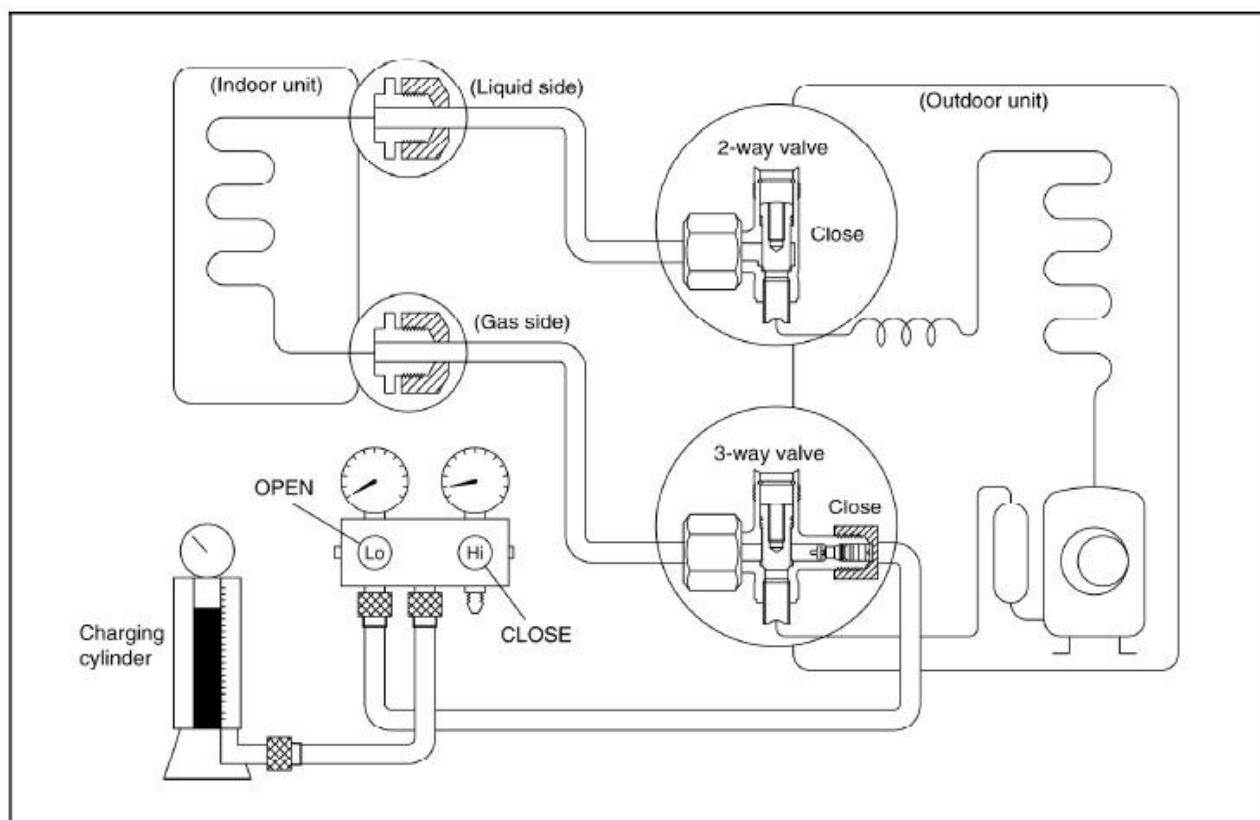 (Indoor unit)
(Liquid side)
(Outdoor unit)
2-way valve
Close
(Gas side)
3-way valve
Close
OPEN
Lo
Hi
CLOSE
Charging
cylinder